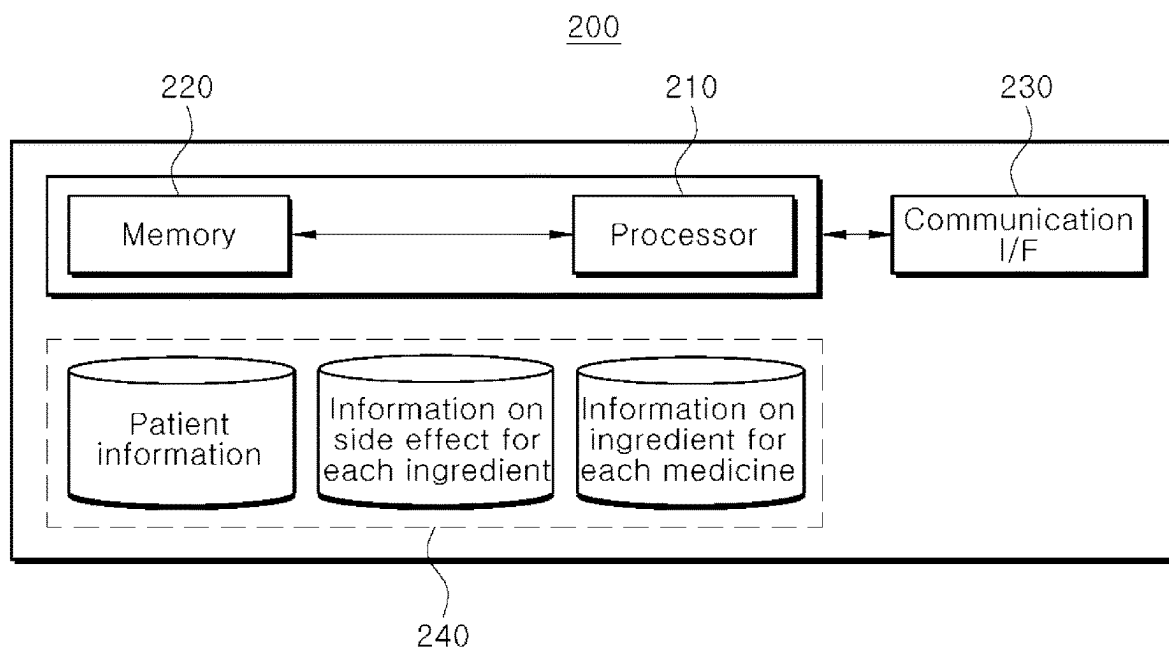 200
220
210
230
Memory
Processor
Communication
I/F
Patient
information
Information on
side effect for
each ingredient
Information on
ingredient for
each medicine
240